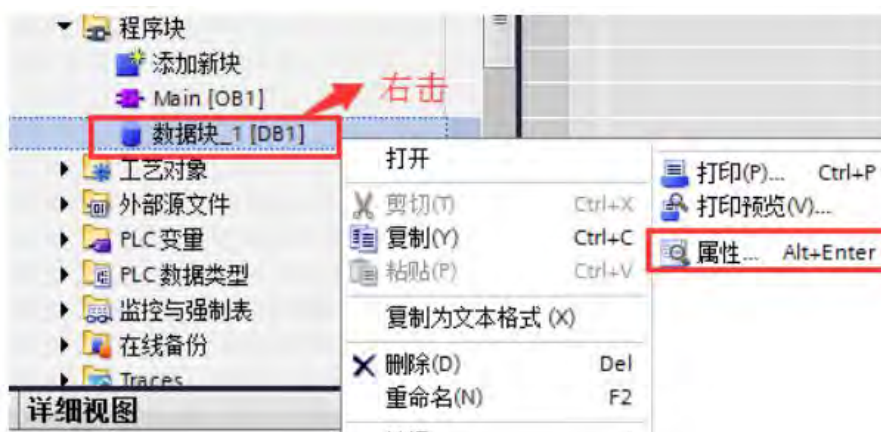 程序块
添加新块
Main [OB1]
右击
数据块_1 [DB1]
工艺对象
外部源文件
PLC 变量
PLC 数据类型
监控与强制表
在线备份
Traces
详细视图
打开
剪切(T) Ctrl+X
复制(Y) Ctrl+C
粘贴(P) Ctrl+V
复制为文本格式 (X)
删除(D) Del
重命名(N) F2
打印(P)... Ctrl+P
打印预览(V)...
属性... Alt+Enter